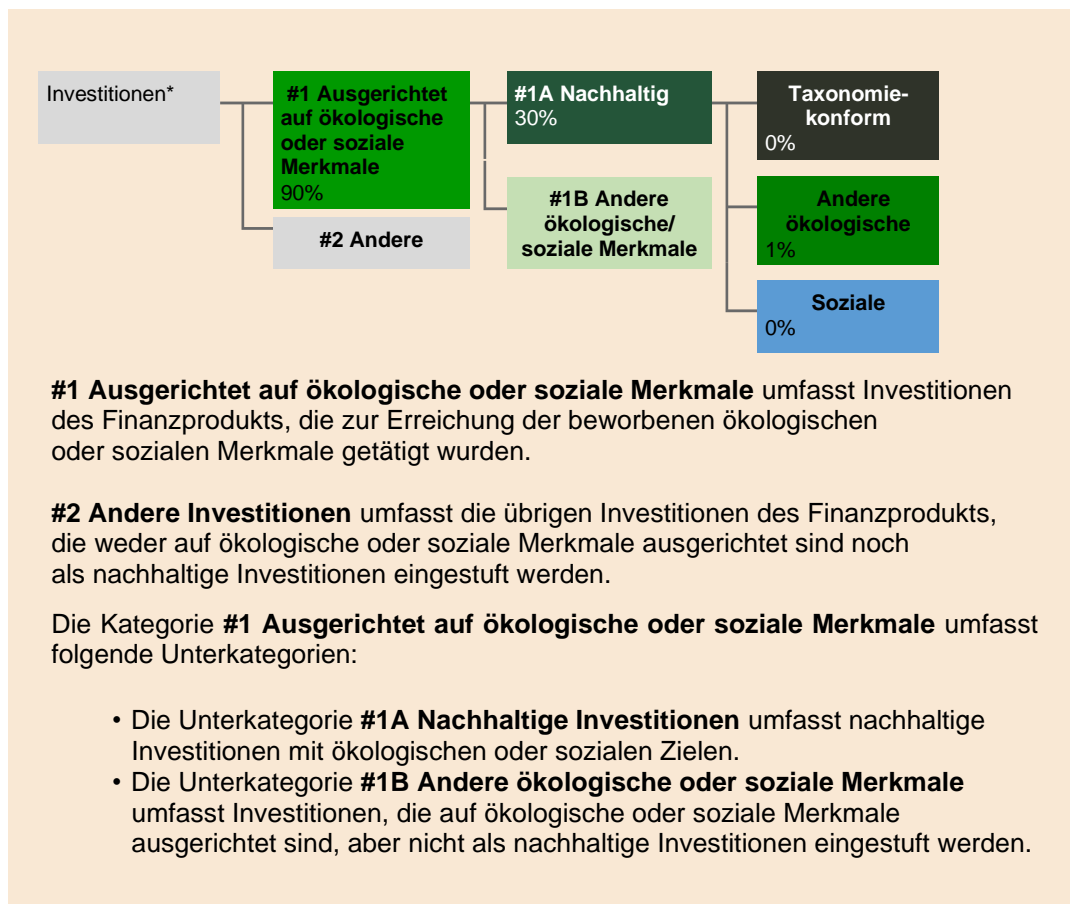 Investitionen*
#1 Ausgerichtet
auf ökologische
oder soziale
Merkmale
90%
#2 Andere
#1A Nachhaltig
30%
#1B Andere
ökologische/
soziale Merkmale
Taxonomie-
konform
0%
Andere
ökologische
1%
Soziale
0%
#1 Ausgerichtet auf ökologische oder soziale Merkmale umfasst Investitionen
des Finanzprodukts, die zur Erreichung der beworbenen ökologischen
oder sozialen Merkmale getätigt wurden.
#2 Andere Investitionen umfasst die übrigen Investitionen des Finanzprodukts,
die weder auf ökologische oder soziale Merkmale ausgerichtet sind noch
als nachhaltige Investitionen eingestuft werden.
Die Kategorie #1 Ausgerichtet auf ökologische oder soziale Merkmale umfasst
folgende Unterkategorien:
• Die Unterkategorie #1A Nachhaltige Investitionen umfasst nachhaltige
Investitionen mit ökologischen oder sozialen Zielen.
• Die Unterkategorie #1B Andere ökologische oder soziale Merkmale
umfasst Investitionen, die auf ökologische oder soziale Merkmale
ausgerichtet sind, aber nicht als nachhaltige Investitionen eingestuft werden.